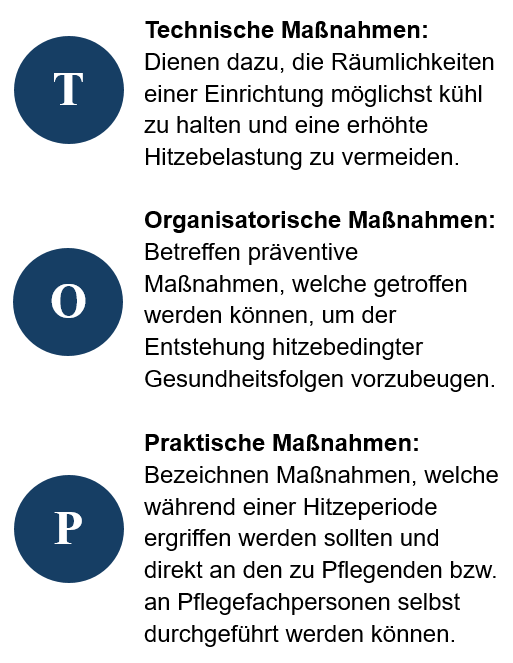 T
Technische Maßnahmen:
Dienen dazu, die Räumlichkeiten
einer Einrichtung möglichst kühl
zu halten und eine erhöhte
Hitzebelastung zu vermeiden.
O
Organisatorische Maßnahmen:
Betreffen präventive
Maßnahmen, welche getroffen
werden können, um der
Entstehung hitzebedingter
Gesundheitsfolgen vorzubeugen.
P
Praktische Maßnahmen:
Bezeichnen Maßnahmen, welche
während einer Hitzeperiode
ergriffen werden sollten und
direkt an den zu Pflegenden bzw.
an Pflegefachpersonen selbst
durchgeführt werden können.